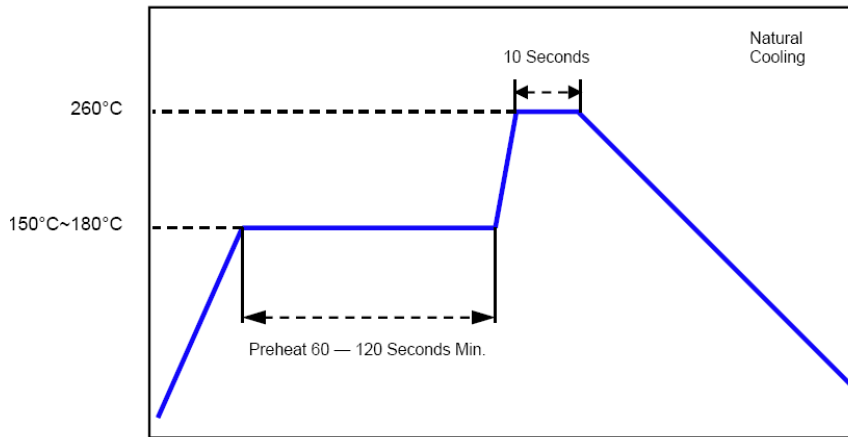 Natural
Cooling
10 Seconds
260°C
150°C~180°C
Preheat 60 — 120 Seconds Min.